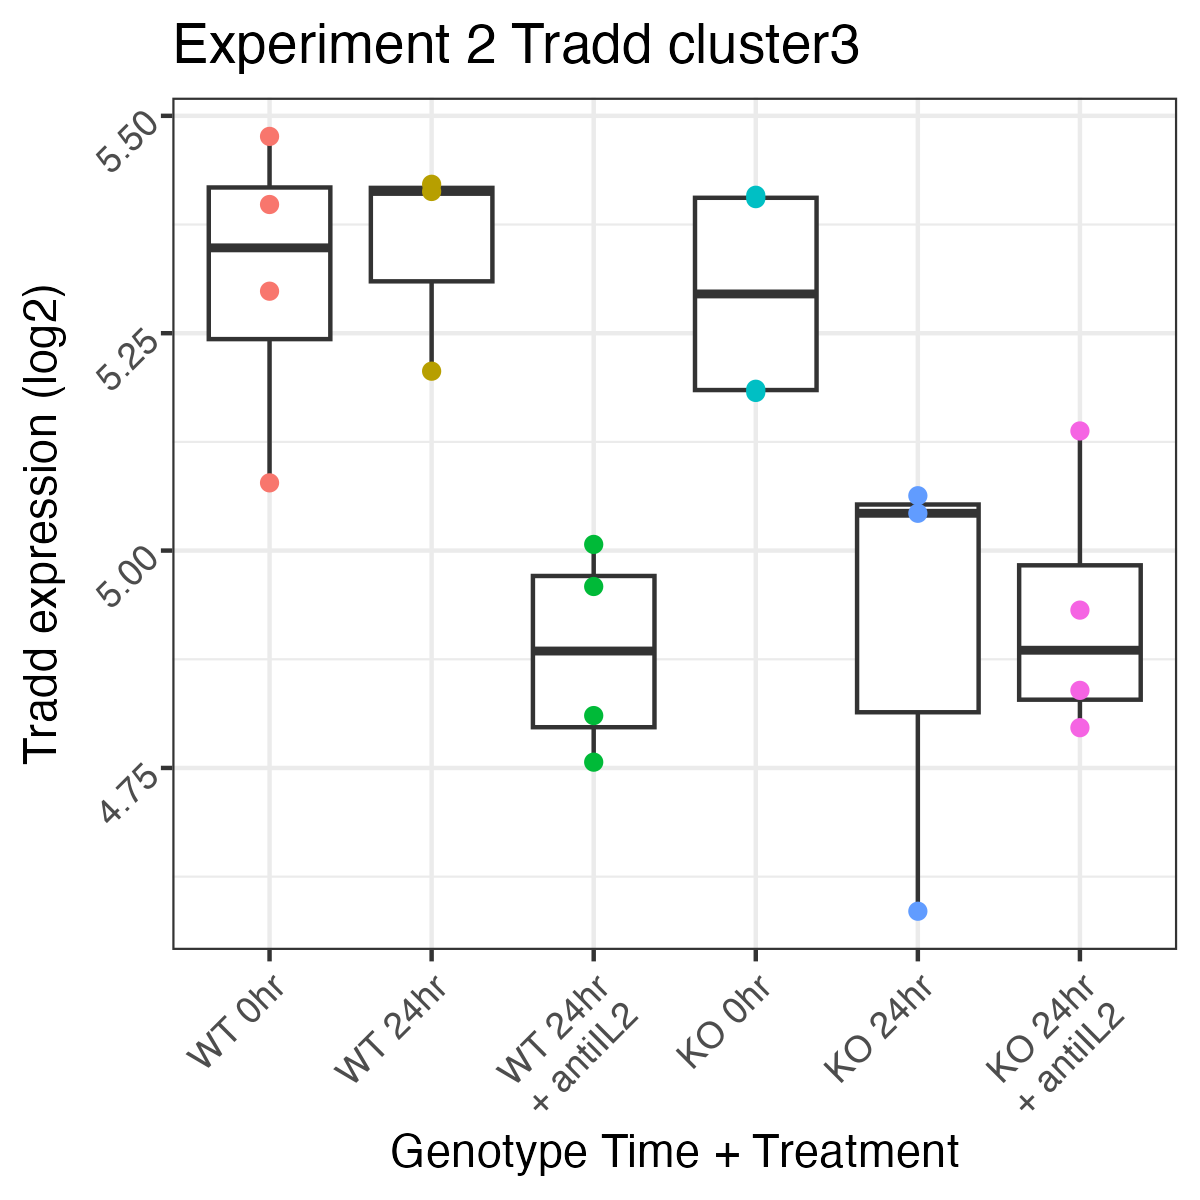 Experiment 2 Tradd cluster3
Tradd expression (log2)
5.50
5.25
5.00
4.75
WT 0hr
WT 24hr
WT 24hr
+ antiIL2
KO 0hr
KO 24hr
KO 24hr
+ antiIL2
Genotype Time + Treatment